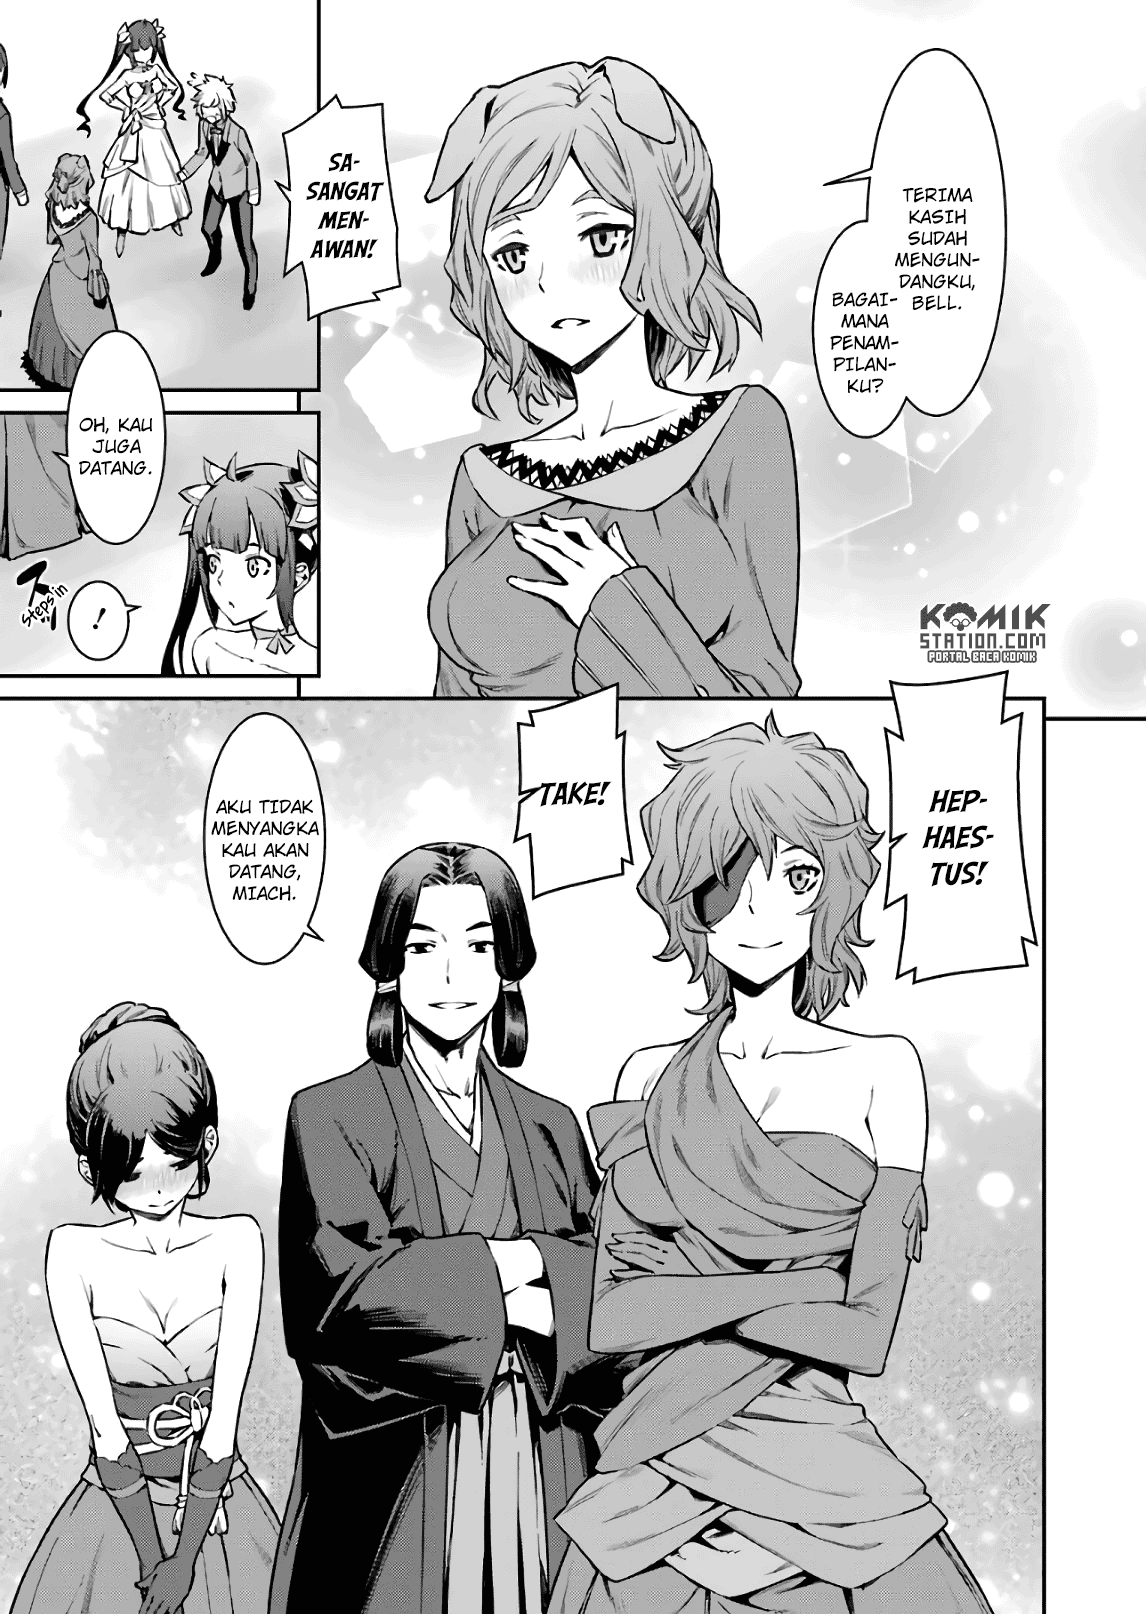 TERIMA
KASIH
SUDAH
MENGUN-
DANGKU,
BELL.
BAGAI-
MANA
PENAM-
PILAN-
KU?
SA-
SANGAT
MEN-
AWAN!
OH, KAU
JUGA
DATANG.
ス
Steps in
!
KOMIK
STATION.COM
PORTAL BACA KOMIK
HEP-
HAES-
TUS!
TAKE!
AKU TIDAK
MENYANGKA
KAU AKAN
DATANG,
MIACH.